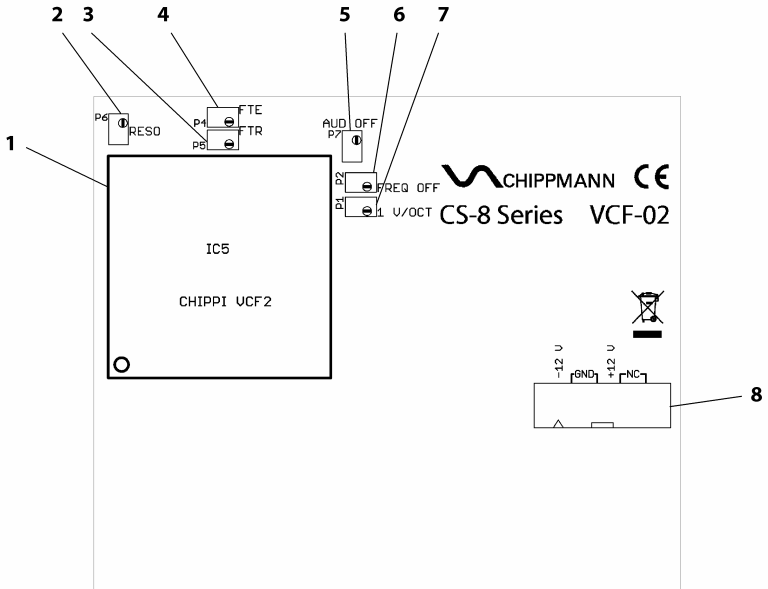 2 3 4 5 6 7
P6 RESO
P4 FTE
P5 FTR
AUD OFF
P7
1
P2 FREQ OFF
P1 1 V/OCT
SCHIPPMANN CE
CS-8 Series VCF-02
IC5
CHIPPI VCF2
-12 V GND +12 V NC
8